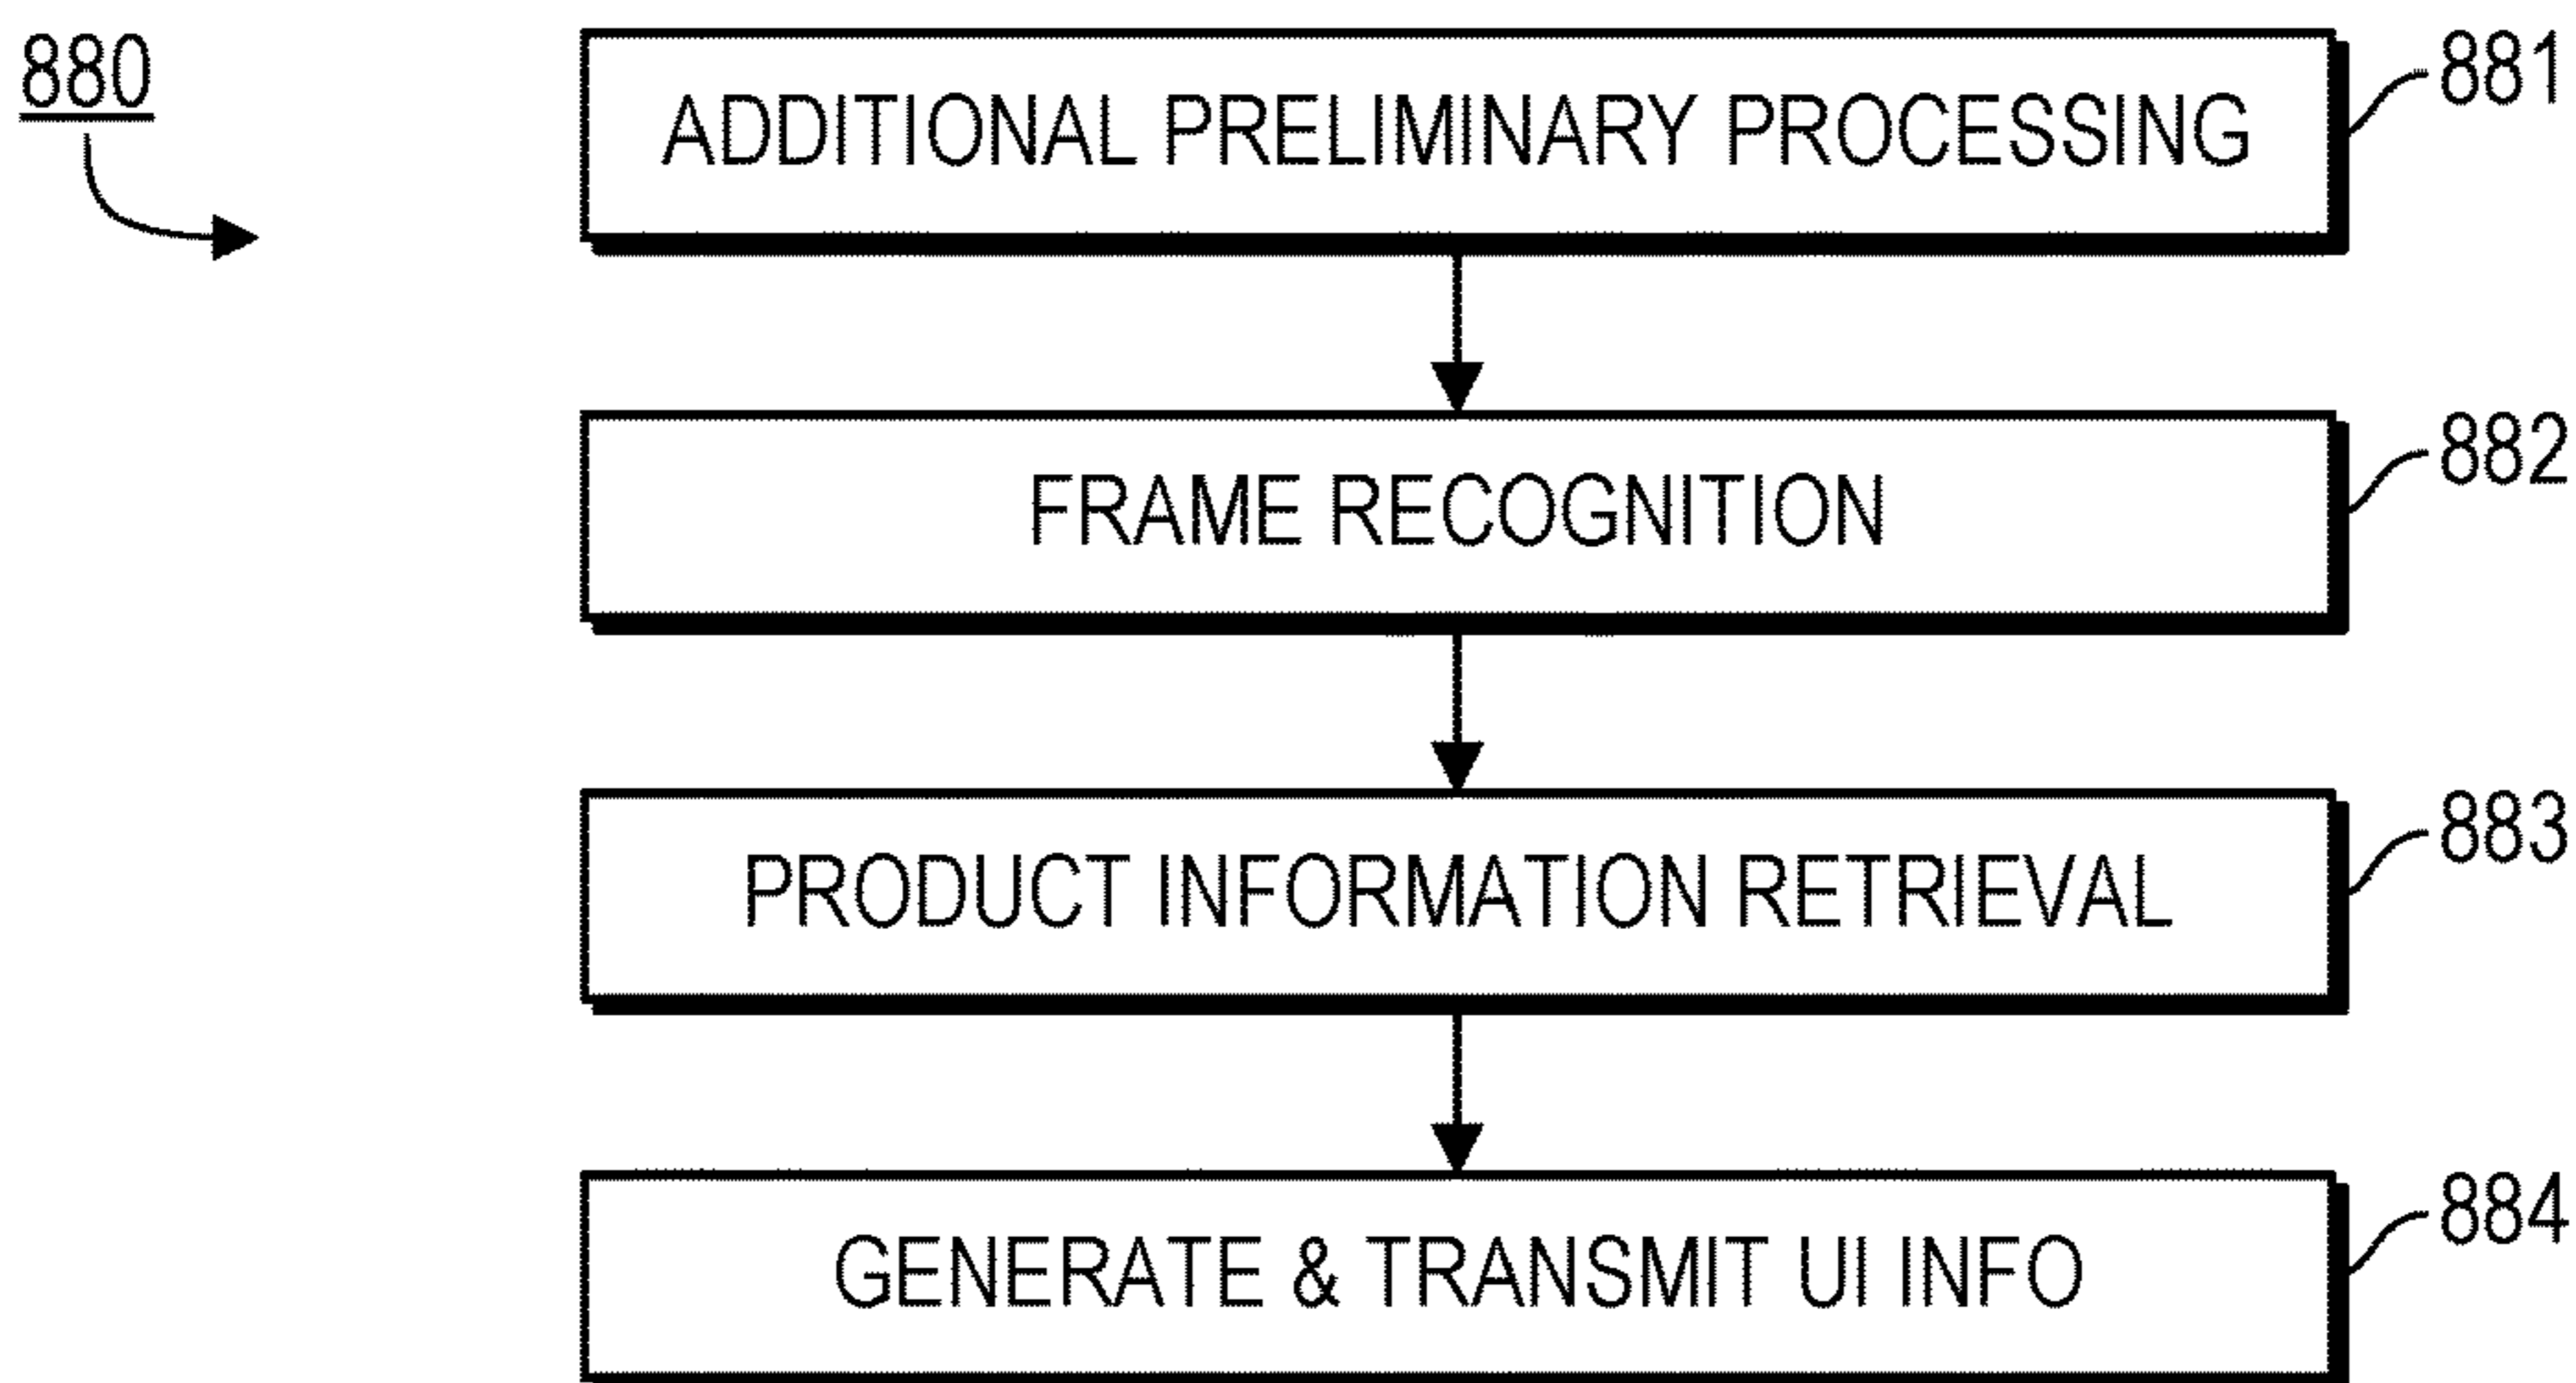 880
ADDITIONAL PRELIMINARY PROCESSING
881
FRAME RECOGNITION
882
PRODUCT INFORMATION RETRIEVAL
883
GENERATE & TRANSMIT UI INFO
884